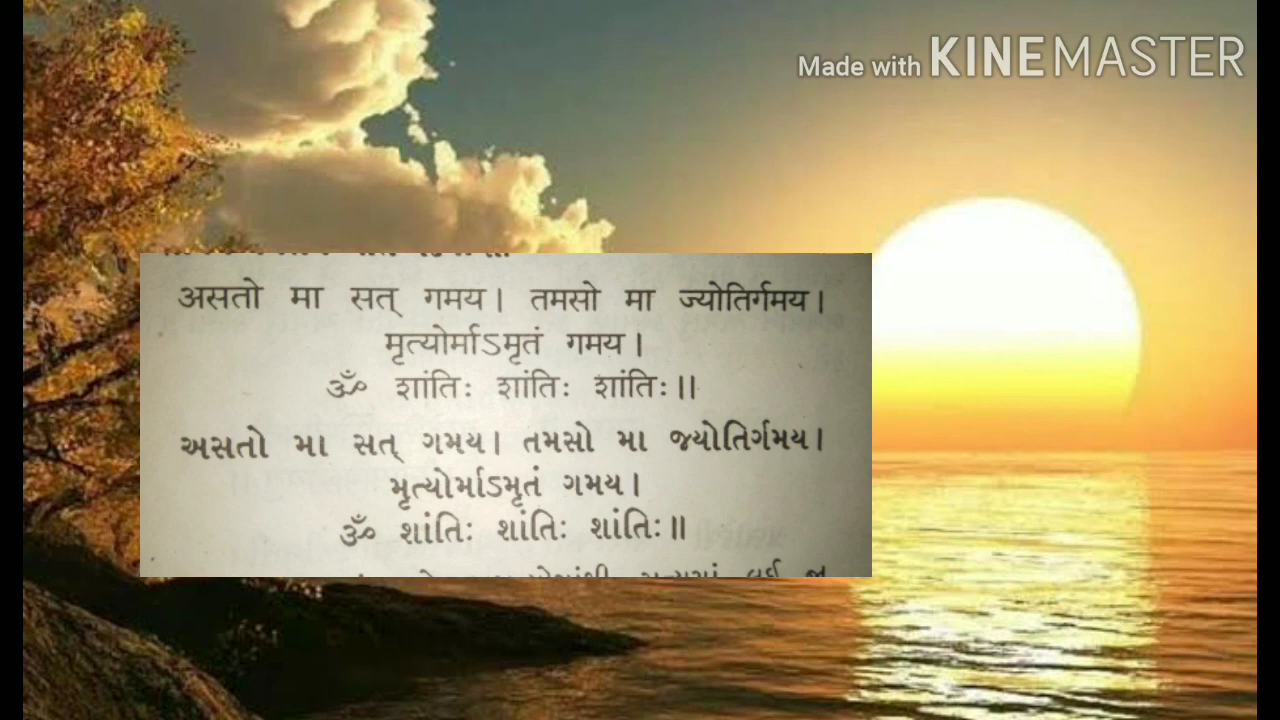 Made with KINEMASTER
असतो मा सत् गमय। तमसो मा ज्योतिर्गमय।
मृत्योर्माऽमृतं गमय।
ॐ शांतिः शांतिः शांतिः॥
અસતો મા સત્ ગમય। તમસો મા જ્યોતિર્ગમય।
મૃત્યોર્માઽમૃતં ગમય।
ૐ શાંતિઃ શાંતિઃ શાંતિઃ॥